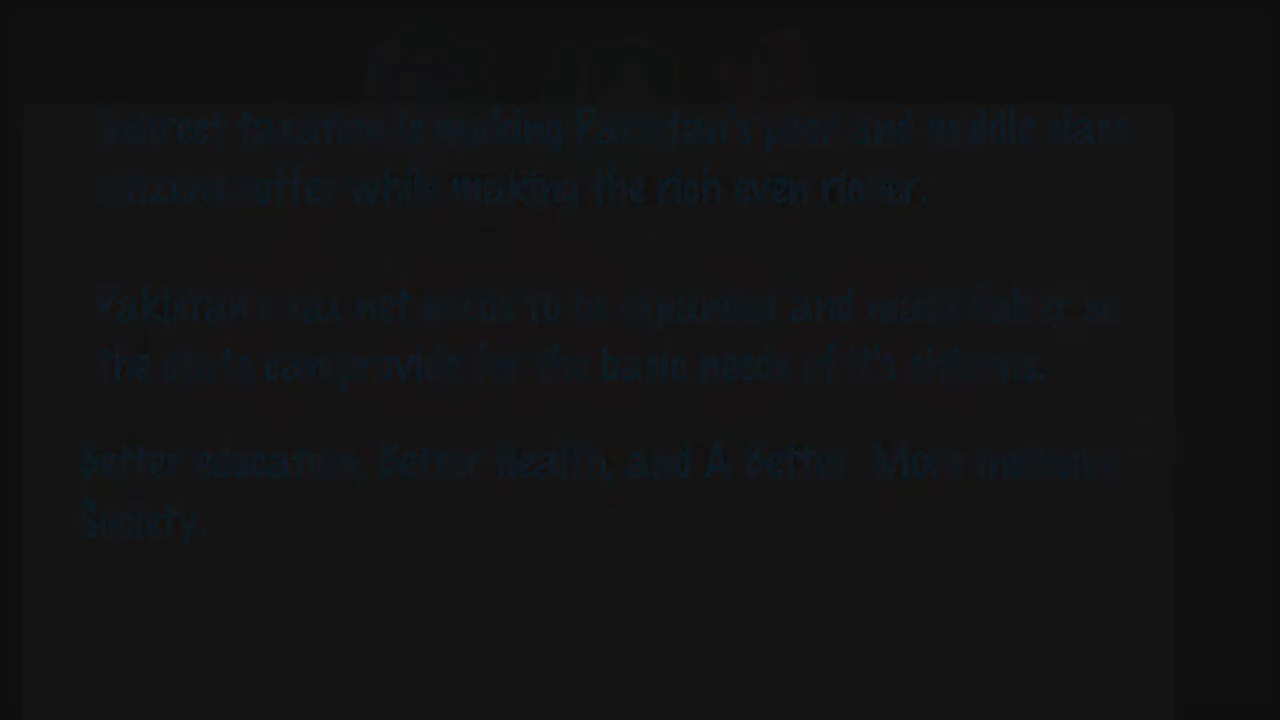 Indirect taxation is making Pakistan's poor and middle class
citizens suffer while making the rich even richer.
Pakistan's tax net needs to be expanded and made fairer so
the state can provide for the basic needs of it's citizens.
Better education, Better Health, and A Better More
Society.